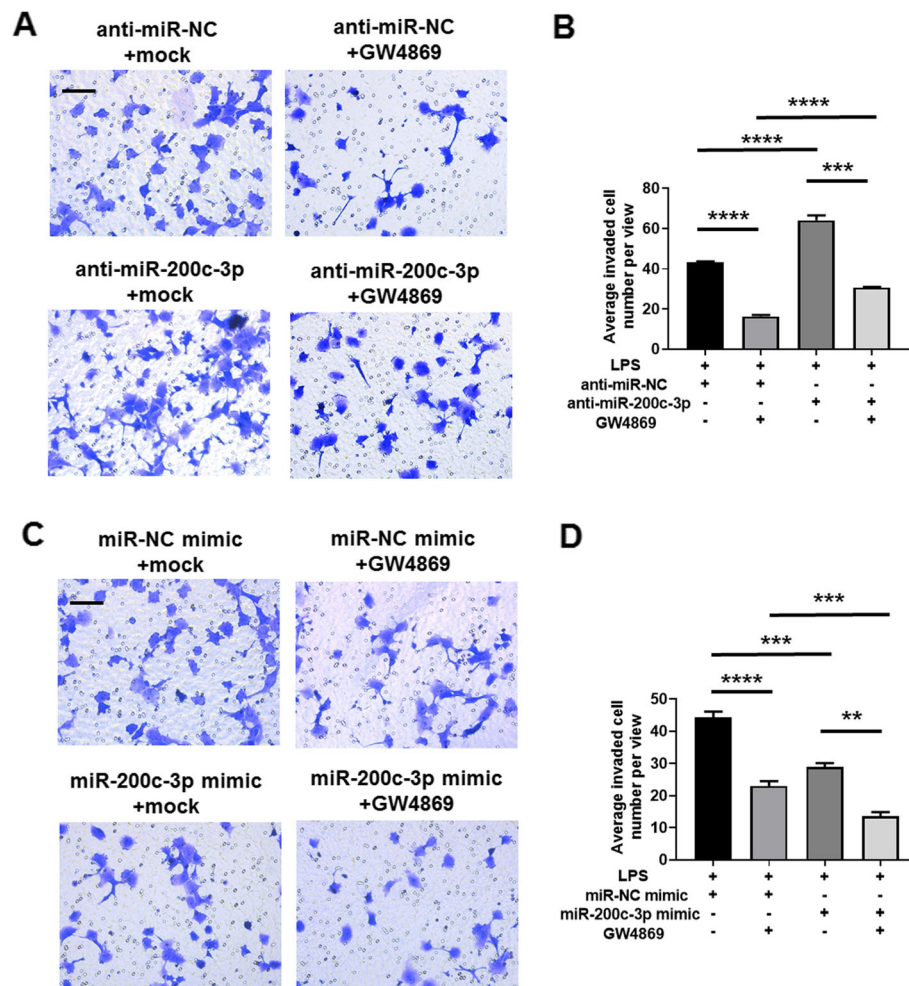 A
anti-miR-NC
+mock
anti-miR-NC
+GW4869
anti-miR-200c-3p
+mock
anti-miR-200c-3p
+GW4869
B
****
****
****
***
Average invaded cell
number per view
80
60
40
20
0
LPS + + + +
anti-miR-NC + + - -
anti-miR-200c-3p - - + +
GW4869 - + - +
C
miR-NC mimic
+mock
miR-NC mimic
+GW4869
miR-200c-3p mimic
+mock
miR-200c-3p mimic
+GW4869
D
***
***
****
**
Average invaded cell
number per view
50
40
30
20
10
0
LPS + + + +
miR-NC mimic + + - -
miR-200c-3p mimic - - + +
GW4869 - + - +